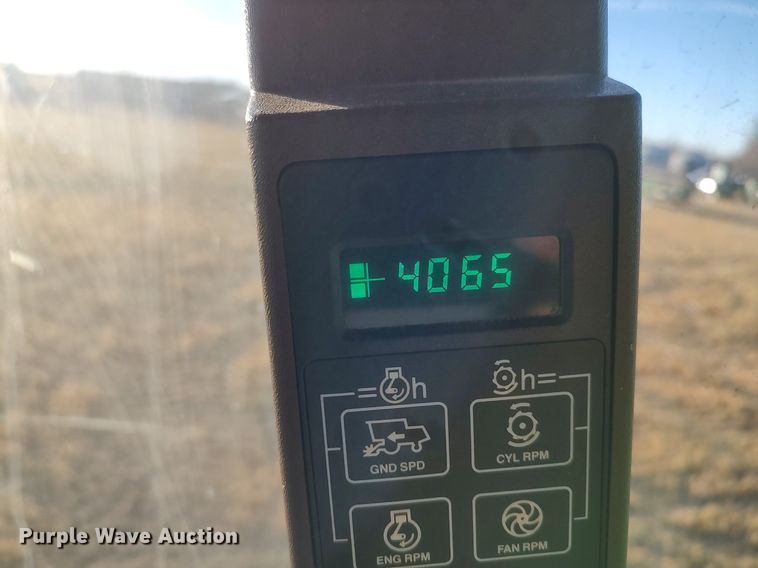 4065
=h h=
GND SPD CYL RPM
ENG RPM FAN RPM
Purple Wave Auction